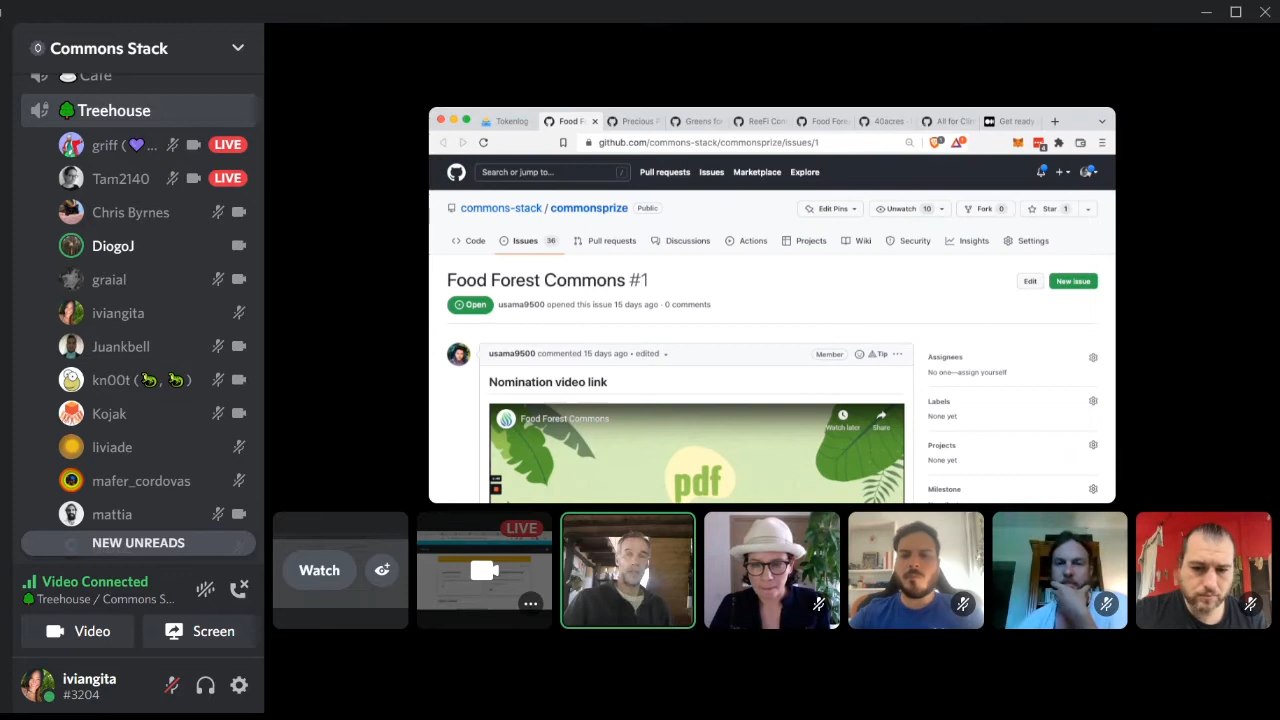 Commons Stack
Cafe
Treehouse
griff (💜 ... LIVE
Tam2140 LIVE
Chris Byrnes
DiogoJ
graial
iviangita
Juankbell
kn00t (🦎, 🦎)
Kojak
liviade
mafer_cordovas
mattia
NEW UNREADS
Video Connected
Treehouse / Commons S...
Video Screen
iviangita
#3204
Tokenlog Food F Precious P Greens for ReeFi Con Food Fore 40acres All for Clim Get ready
github.com/commons-stack/commonsprize/issues/1
Search or jump to... / Pull requests Issues Marketplace Explore
commons-stack / commonsprize Public Edit Pins Unwatch 10 Fork 0 Star 1
Code Issues 36 Pull requests Discussions Actions Projects Wiki Security Insights Settings
Food Forest Commons #1 Edit New issue
Open usama9500 opened this issue 15 days ago · 0 comments
usama9500 commented 15 days ago • edited Member Tip ...
Nomination video link
Food Forest Commons Watch later Share
pdf
Assignees
No one—assign yourself
Labels
None yet
Projects
None yet
Milestone
Watch LIVE